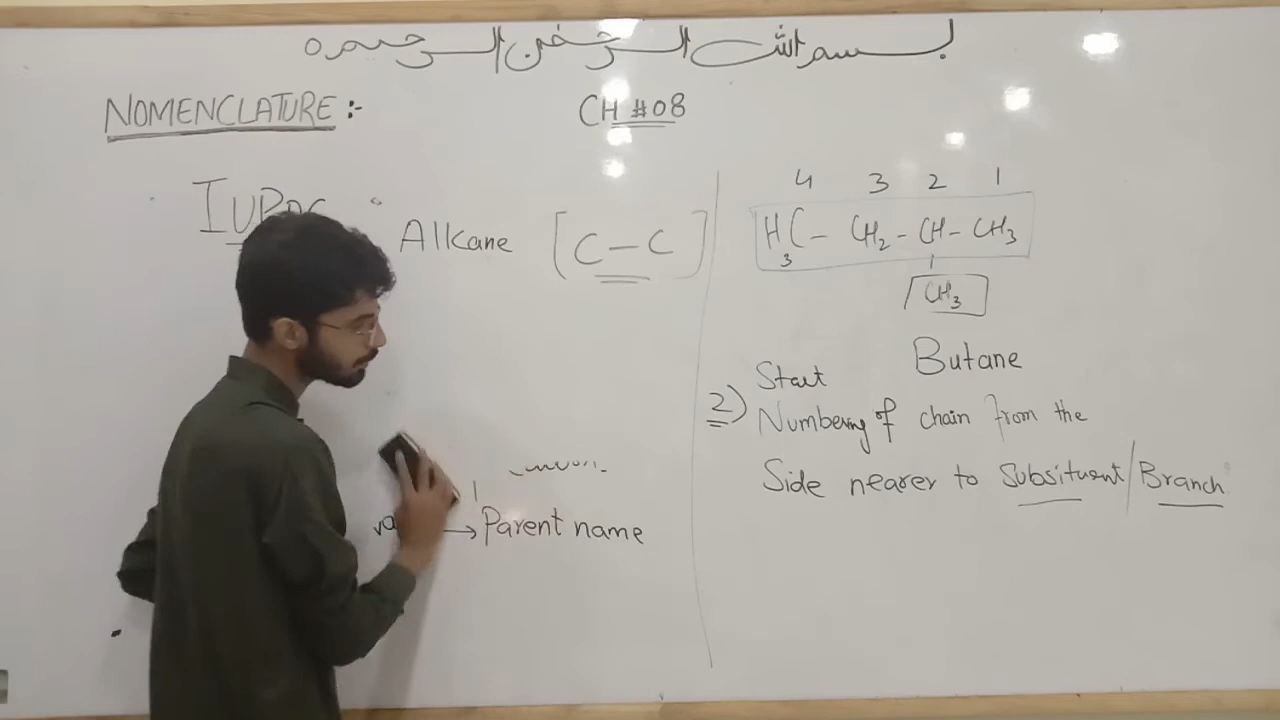 بسم الله الرحمن الرحيم
NOMENCLATURE :-
CH #08
IUPAC :
Alkane [C-C]
4 3 2 1
H3C - CH2 - CH - CH3
CH3
Butane
2) Start
Numbering of chain from the
Side nearer to Subsituent/Branch
→ Parent name